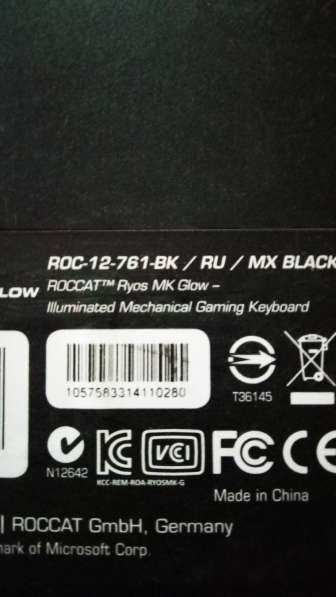 ROC-12-761-BK / RU / MX BLACK
LOW ROCCAT™ Ryos MK Glow –
Illuminated Mechanical Gaming Keyboard
1057583314110280
T36145
N12642
KC VCI FC CE
KCC-REM-ROA-RYOSMK-G
Made in China
| ROCCAT GmbH, Germany
mark of Microsoft Corp.